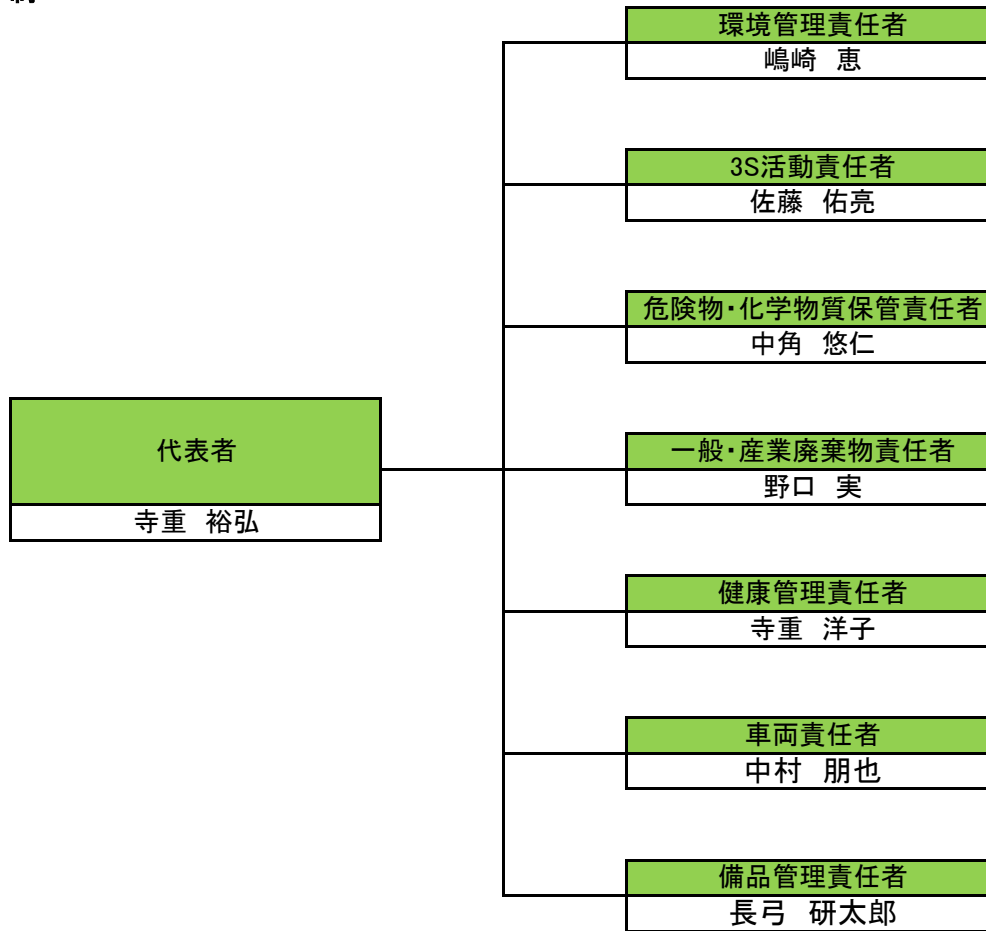 環境管理責任者
嶋崎　恵
3S活動責任者
佐藤　佑亮
危険物・化学物質保管責任者
中角　悠仁
代表者
寺重　裕弘
一般・産業廃棄物責任者
野口　実
健康管理責任者
寺重　洋子
車両責任者
中村　朋也
備品管理責任者
長弓　研太郎